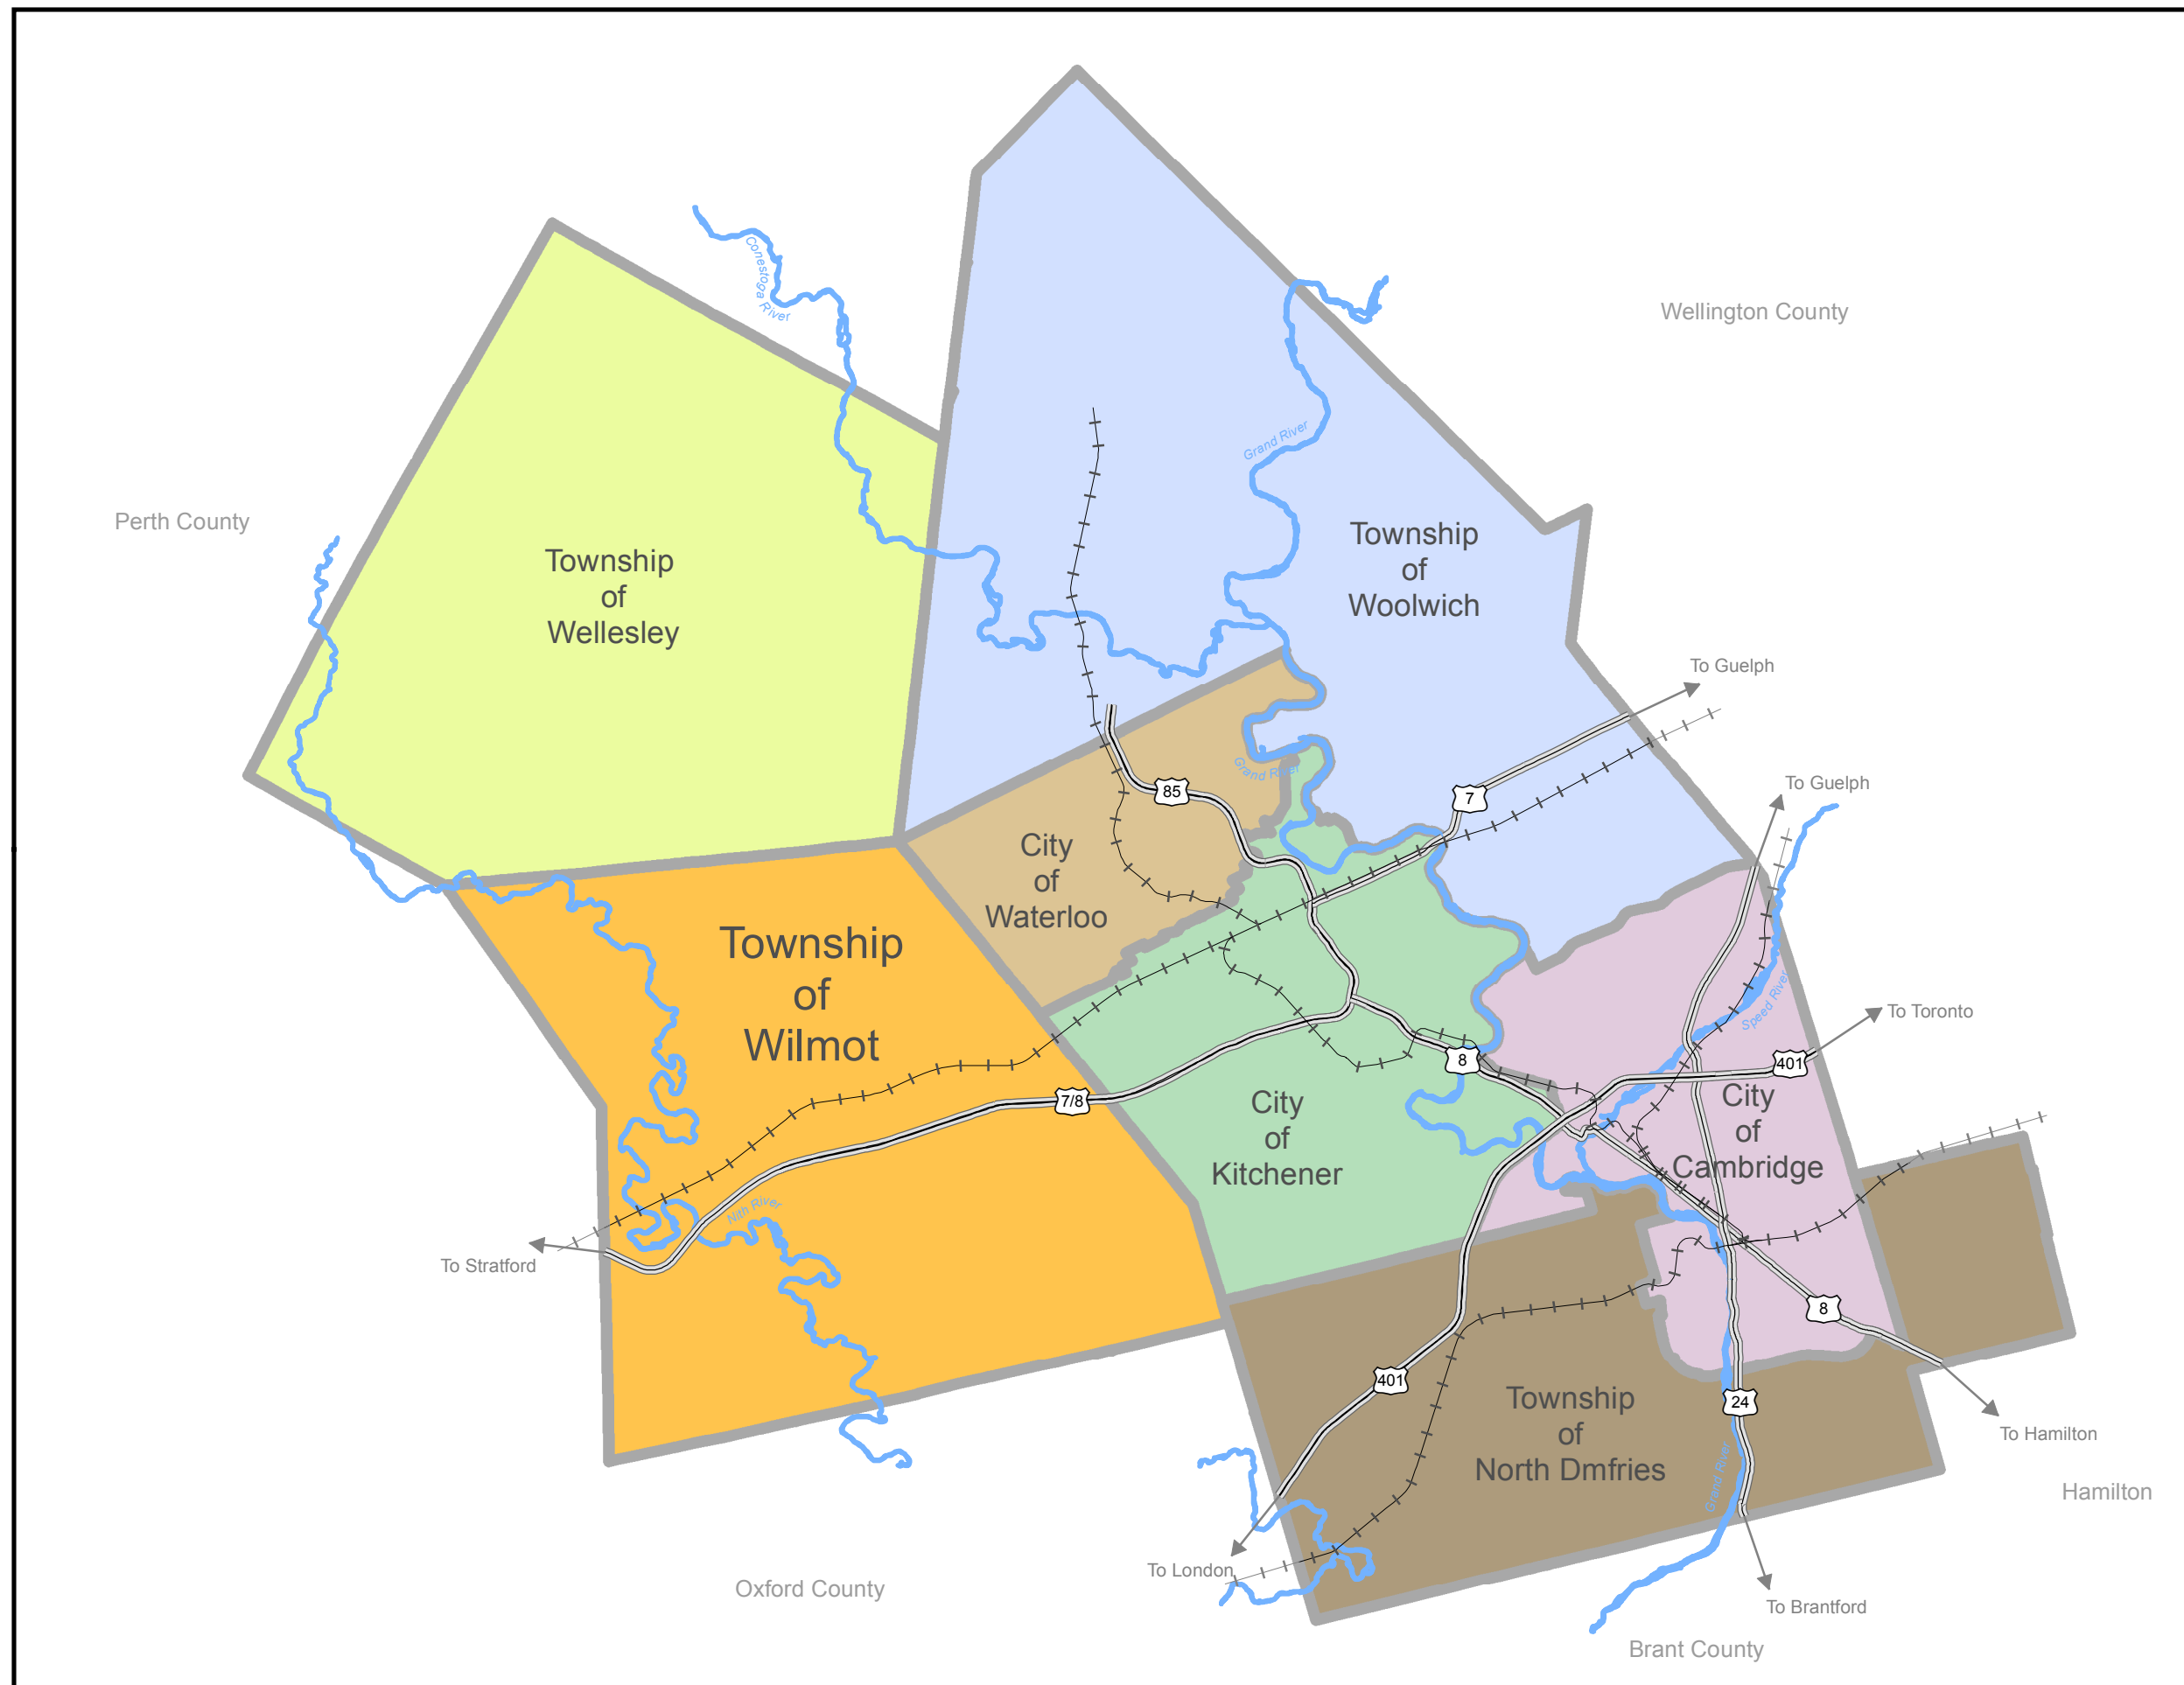 Conestoga River
Wellington County
Grand River
Perth County
Township
of
Woolwich
Township
of
Wellesley
To Guelph
Grand River
To Guelph
85
7
City
of
Waterloo
Township
of
Wilmot
Speed River
To Toronto
8
401
7/8
City
of
Kitchener
City
of
Cambridge
Nith River
To Stratford
8
401
24
Township
of
North Dmfries
To Hamilton
Grand River
Hamilton
To London
Oxford County
To Brantford
Brant County